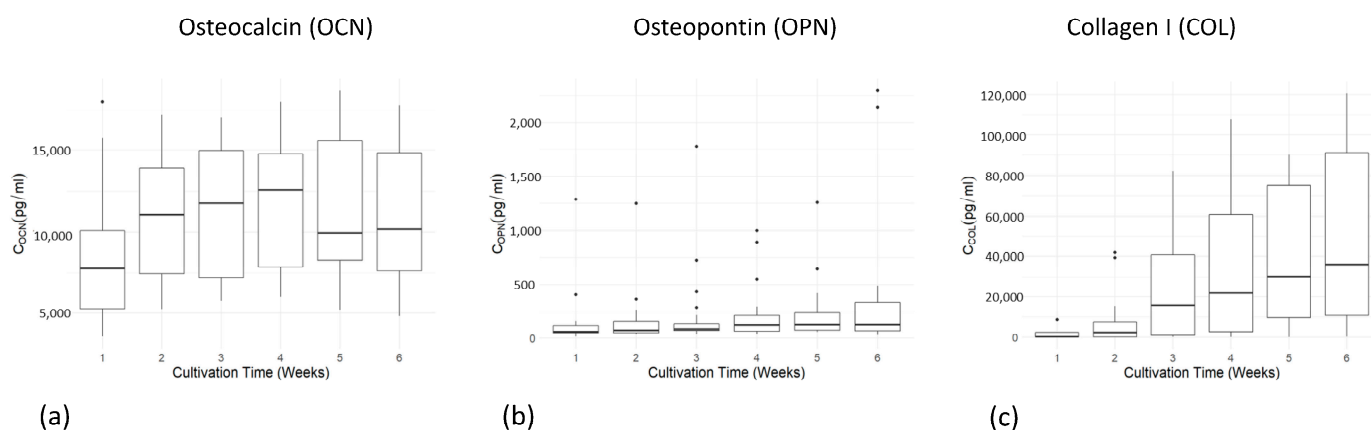 Osteocalcin (OCN)
Osteopontin (OPN)
Collagen I (COL)
C_OCN(pg/ml)
15,000
10,000
5,000
1 2 3 4 5 6
Cultivation Time (Weeks)
C_OPN(pg/ml)
2,000
1,500
1,000
500
0
1 2 3 4 5 6
Cultivation Time (Weeks)
C_COL(pg/ml)
120,000
100,000
80,000
60,000
40,000
20,000
0
1 2 3 4 5 6
Cultivation Time (Weeks)
(a)
(b)
(c)